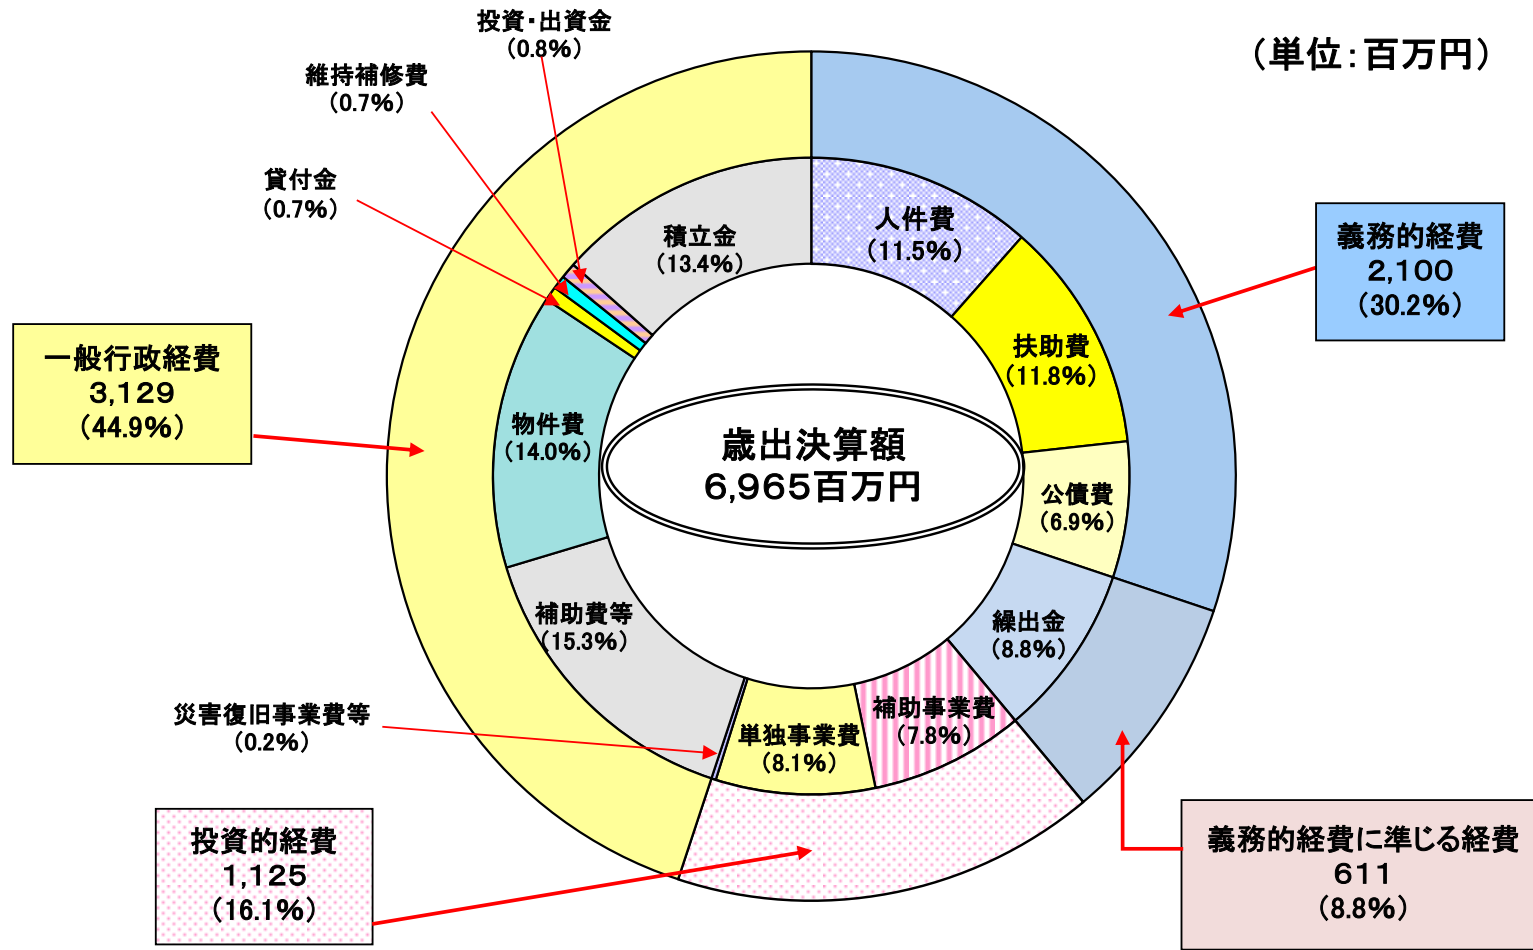 投資・出資金
（0.8%）
（単位：百万円）
維持補修費
（0.7%）
貸付金
（0.7%）
積立金
（13.4%）
人件費
（11.5%）
義務的経費
2,100
（30.2%）
扶助費
（11.8%）
一般行政経費
3,129
（44.9%）
物件費
（14.0%）
歳出決算額
6,965百万円
公債費
（6.9%）
補助費等
（15.3%）
繰出金
（8.8%）
災害復旧事業費等
（0.2%）
単独事業費
（8.1%）
補助事業費
（7.8%）
投資的経費
1,125
（16.1%）
義務的経費に準じる経費
611
（8.8%）